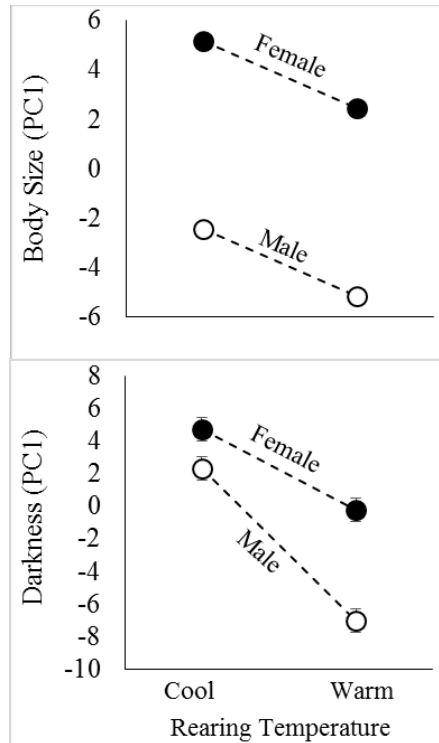 Body Size (PC1)
6
4
2
0
-2
-4
-6
Female
Male
Darkness (PC1)
8
6
4
2
0
-2
-4
-6
-8
-10
Female
Male
Cool Warm
Rearing Temperature